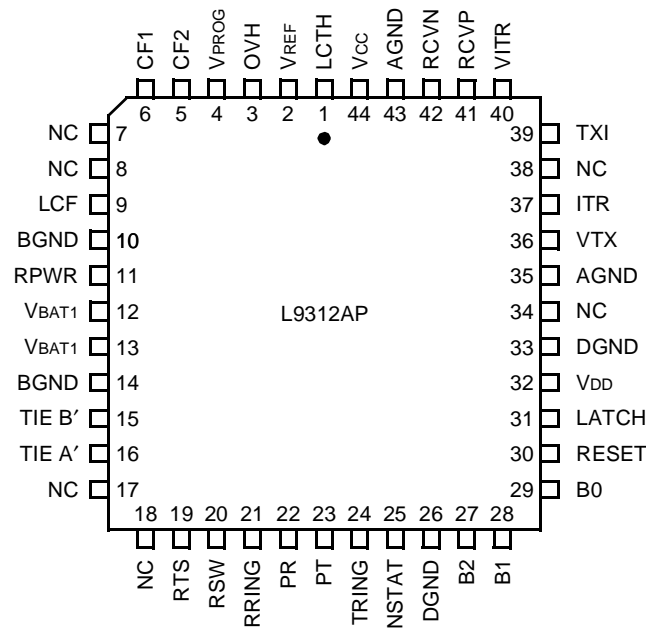 CF1 CF2 VPROG OVH VREF LCTH VCC AGND RCVN RCVP VITR
6 5 4 3 2 1 44 43 42 41 40
NC 7 39 TXI
NC 8 38 NC
LCF 9 37 ITR
BGND 10 36 VTX
RPWR 11 35 AGND
VBAT1 12 L9312AP 34 NC
VBAT1 13 33 DGND
BGND 14 32 VDD
TIE B′ 15 31 LATCH
TIE A′ 16 30 RESET
NC 17 29 B0
18 19 20 21 22 23 24 25 26 27 28
NC RTS RSW RRING PR PT TRING NSTAT DGND B2 B1